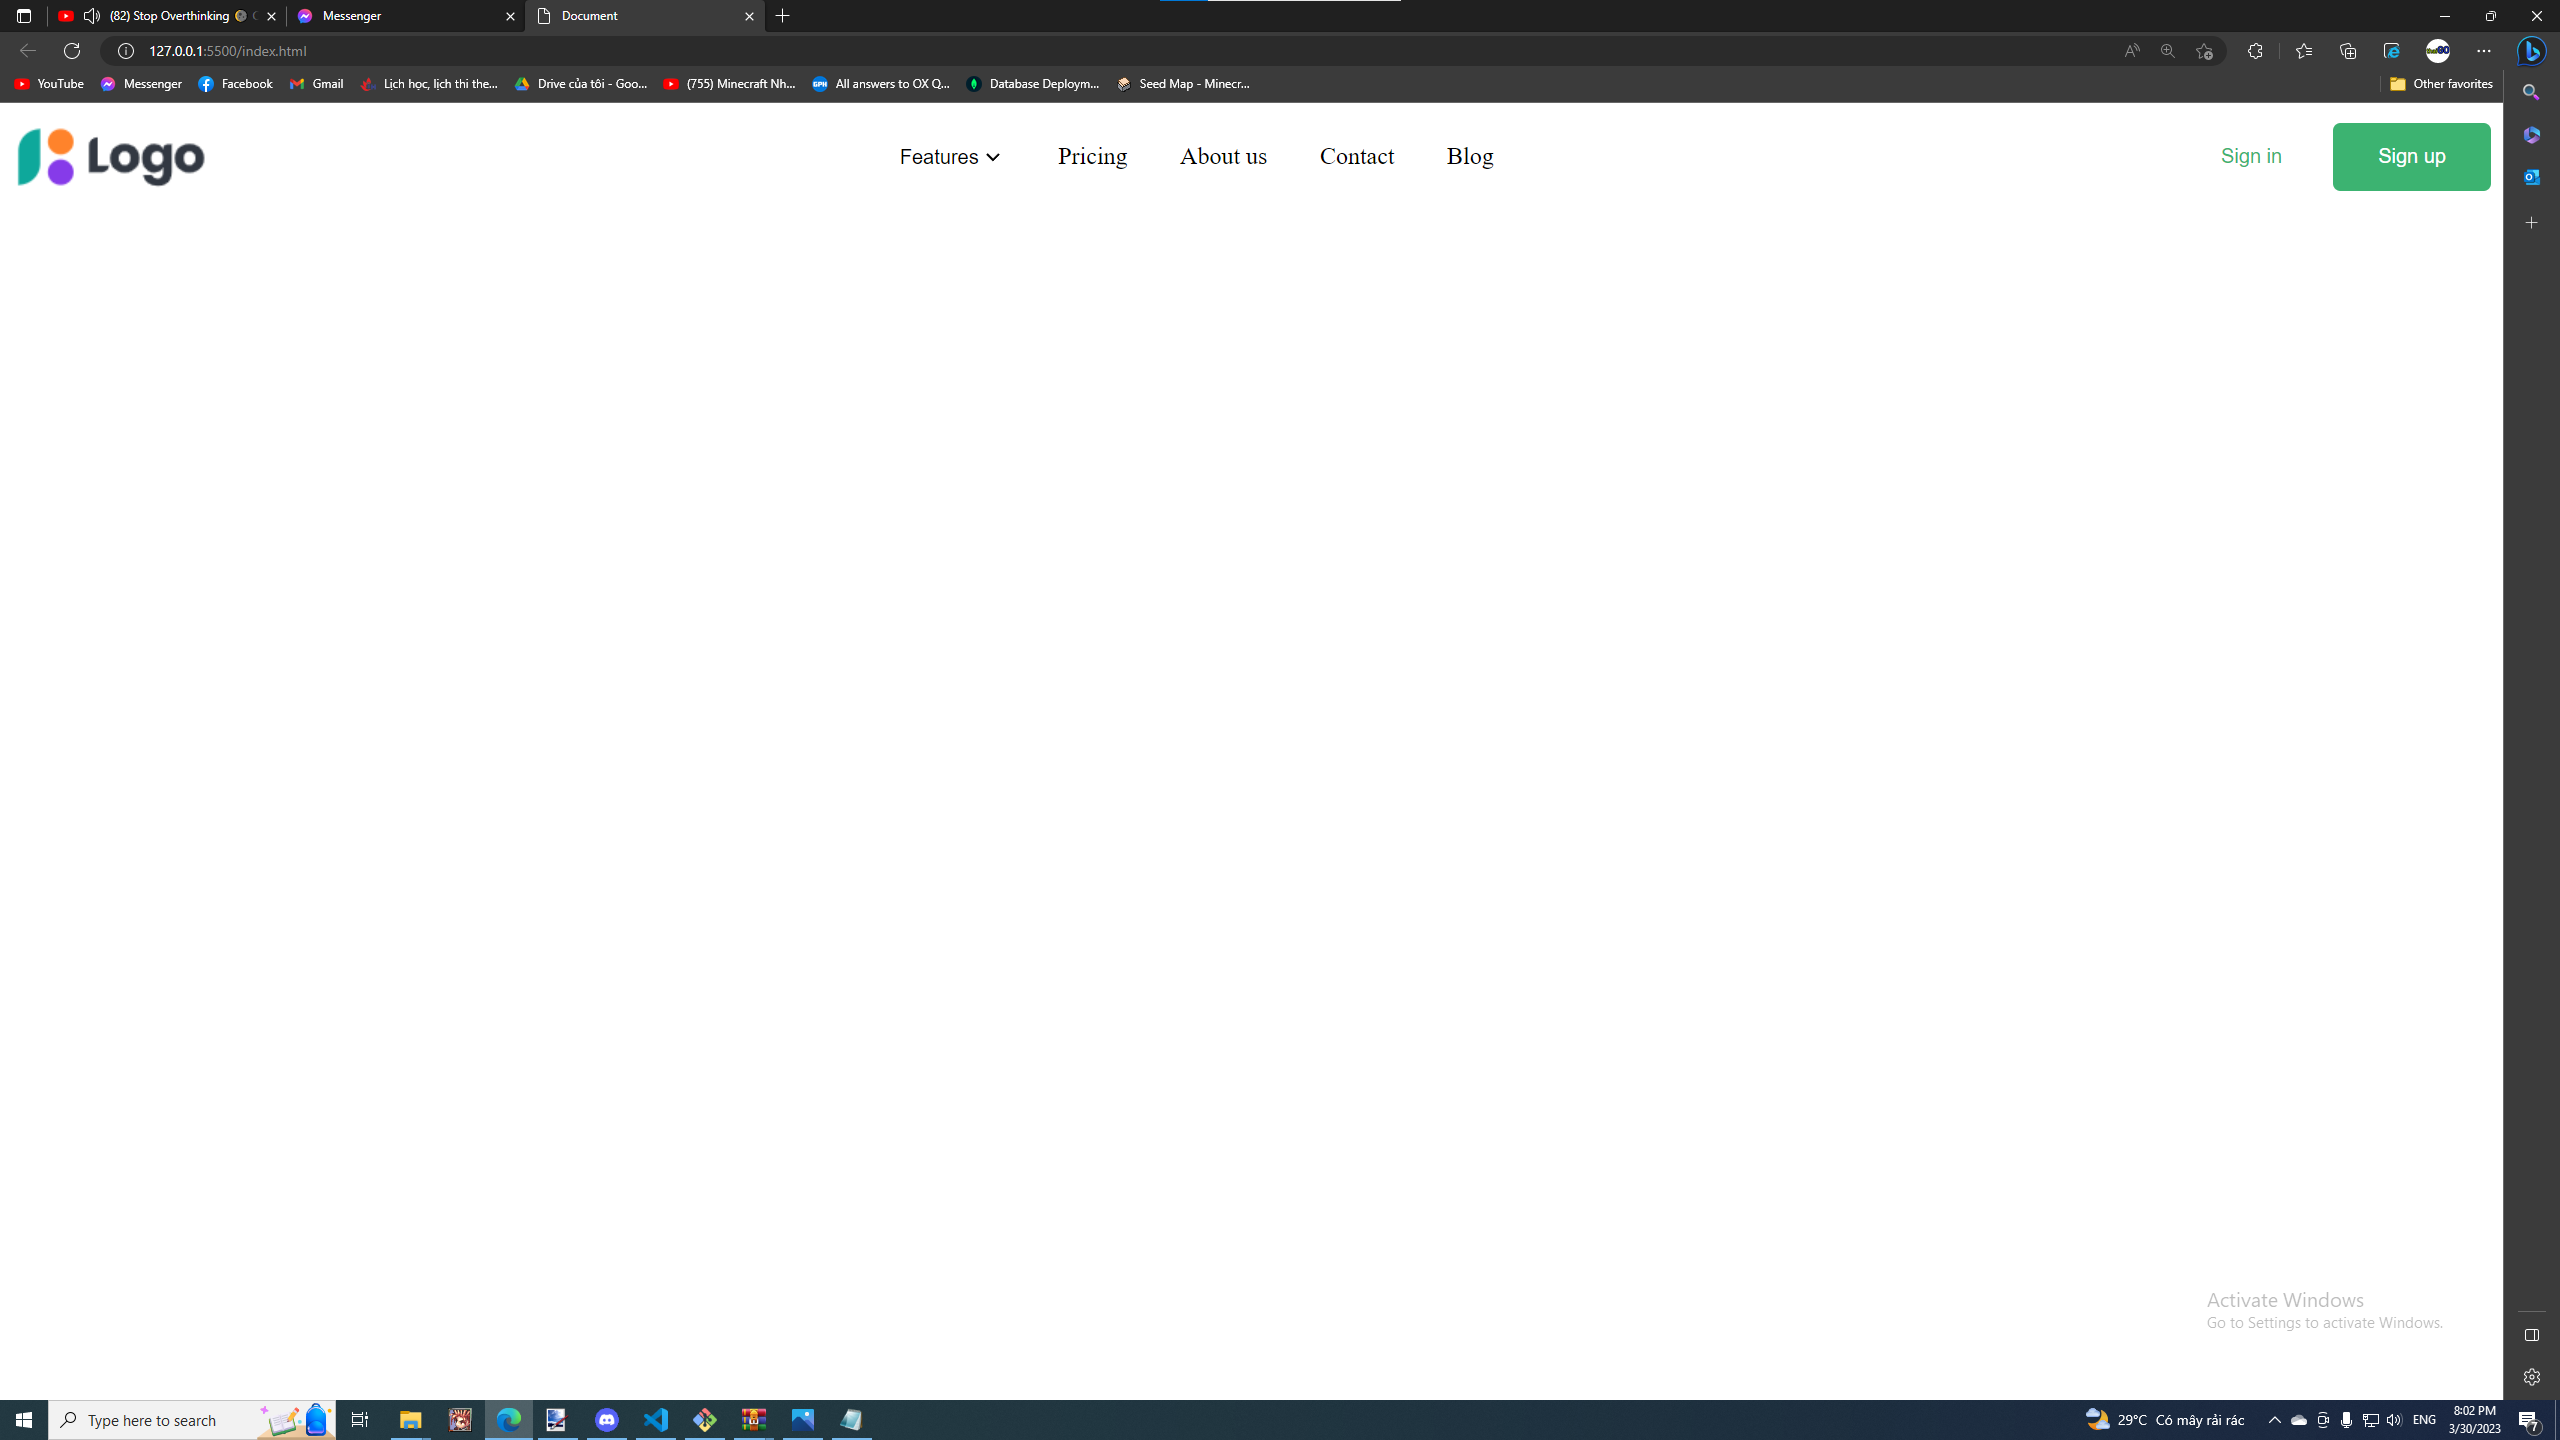 (82) Stop Overthinking
Messenger
Document
127.0.0.1:5500/index.html
YouTube
Messenger
Facebook
Gmail
Lịch học, lịch thi the...
Drive của tôi - Goo...
(755) Minecraft Nh...
All answers to OX Q...
Database Deploym...
Seed Map - Minecr...
Other favorites
Logo
Features
Pricing
About us
Contact
Blog
Sign in
Sign up
Activate Windows
Go to Settings to activate Windows.
Type here to search
29°C Có mây rải rác
ENG
8:02 PM
3/30/2023
7